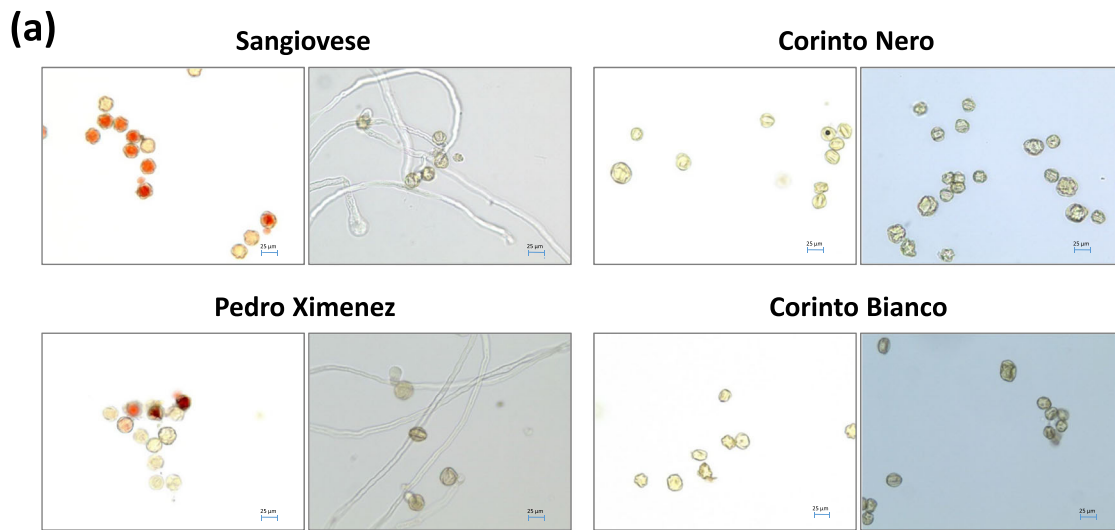 (a)
Sangiovese
Corinto Nero
25 µm
25 µm
25 µm
25 µm
Pedro Ximenez
Corinto Bianco
25 µm
25 µm
25 µm
25 µm